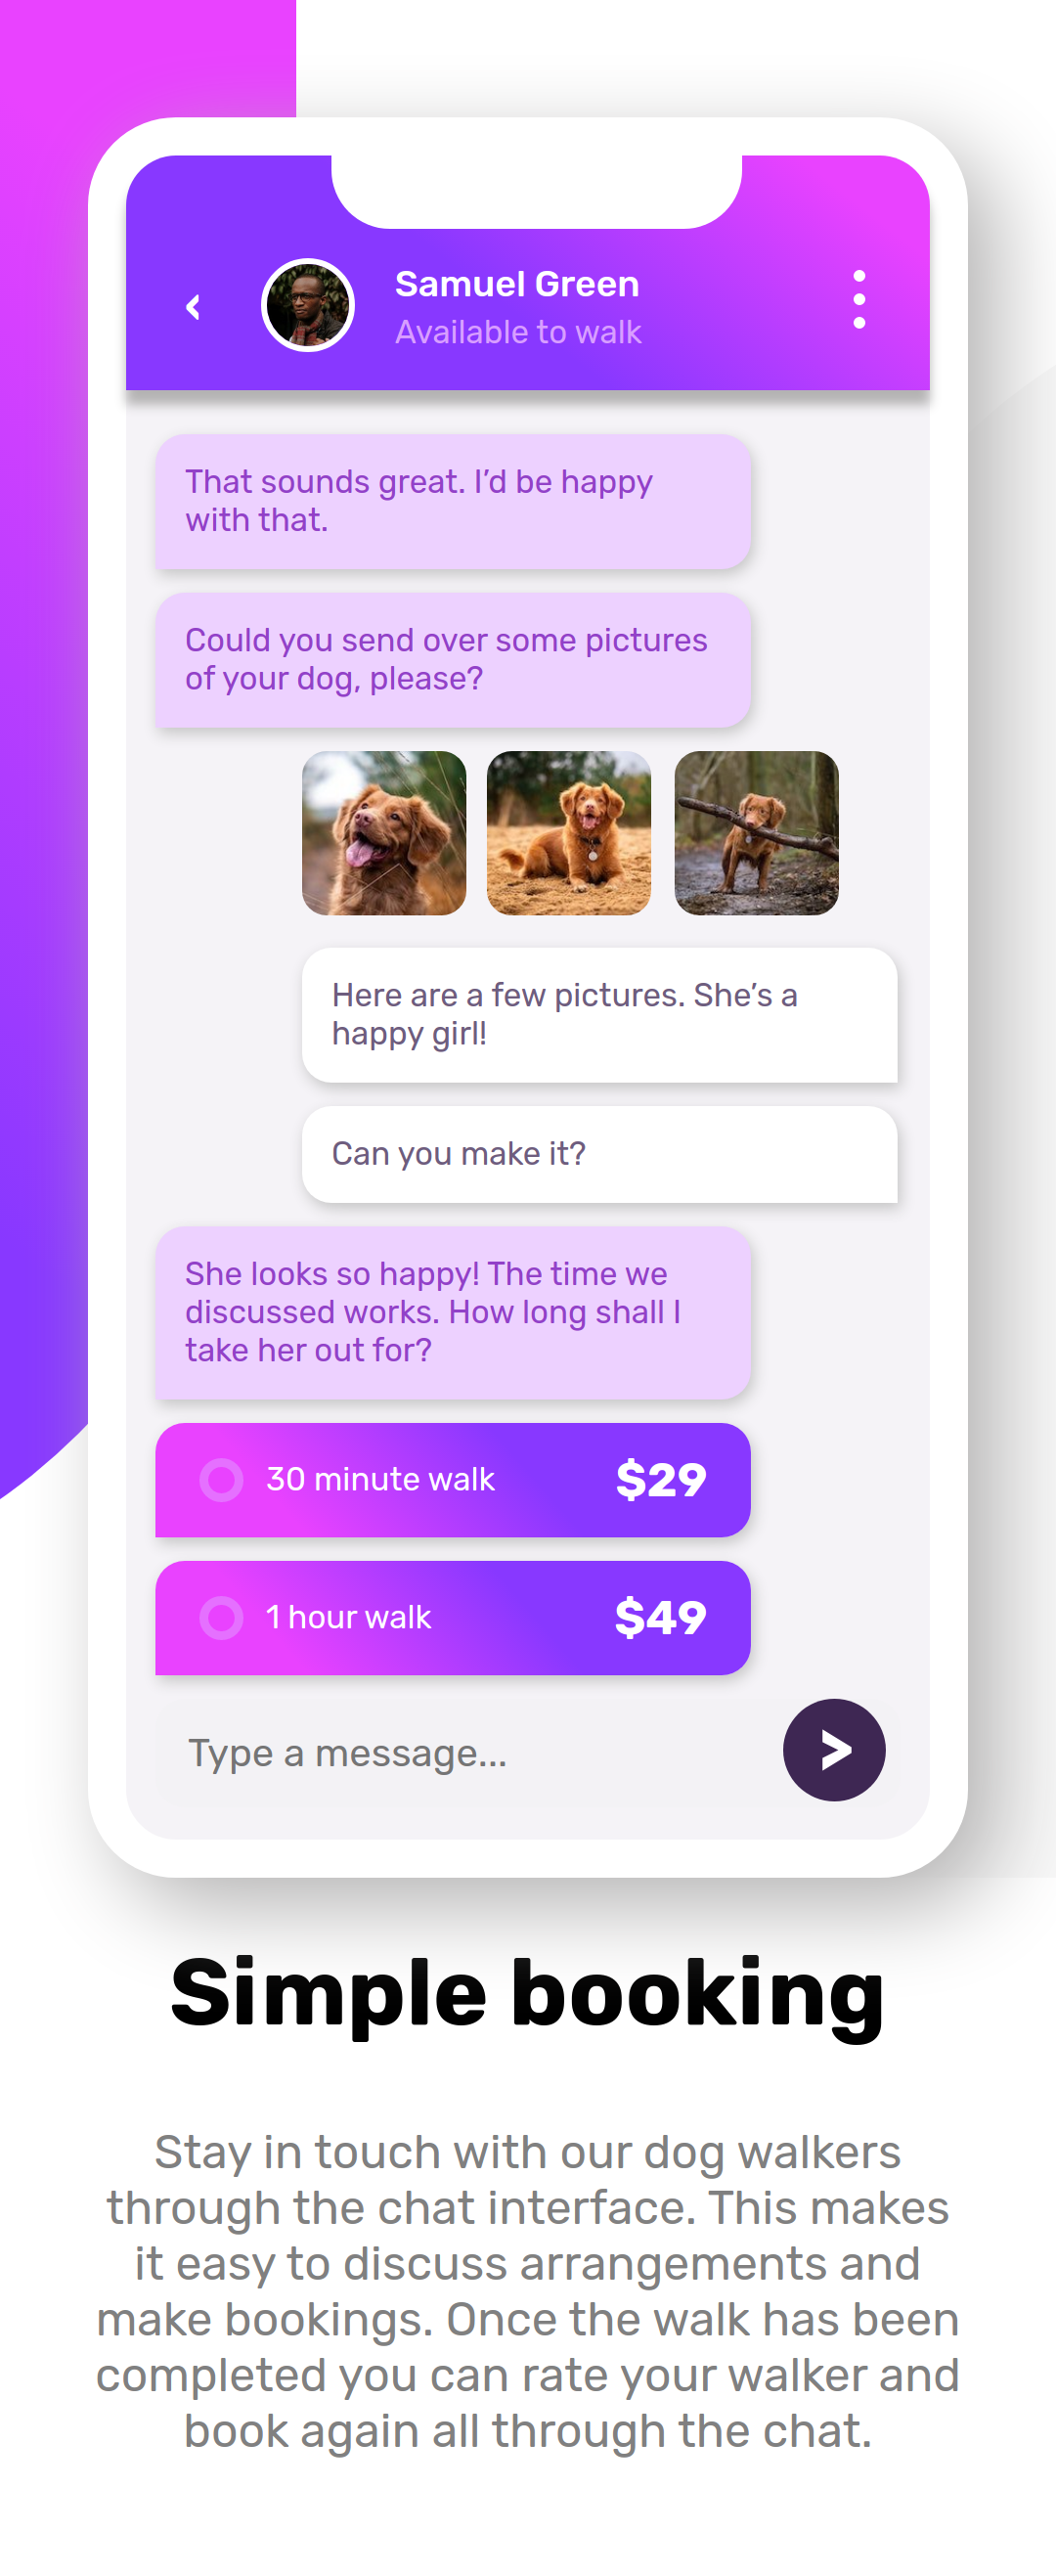 Samuel Green
Available to walk
That sounds great. I’d be happy
with that.
Could you send over some pictures
of your dog, please?
Here are a few pictures. She’s a
happy girl!
Can you make it?
She looks so happy! The time we
discussed works. How long shall I
take her out for?
30 minute walk $29
1 hour walk $49
Type a message...
Simple booking
Stay in touch with our dog walkers
through the chat interface. This makes
it easy to discuss arrangements and
make bookings. Once the walk has been
completed you can rate your walker and
book again all through the chat.